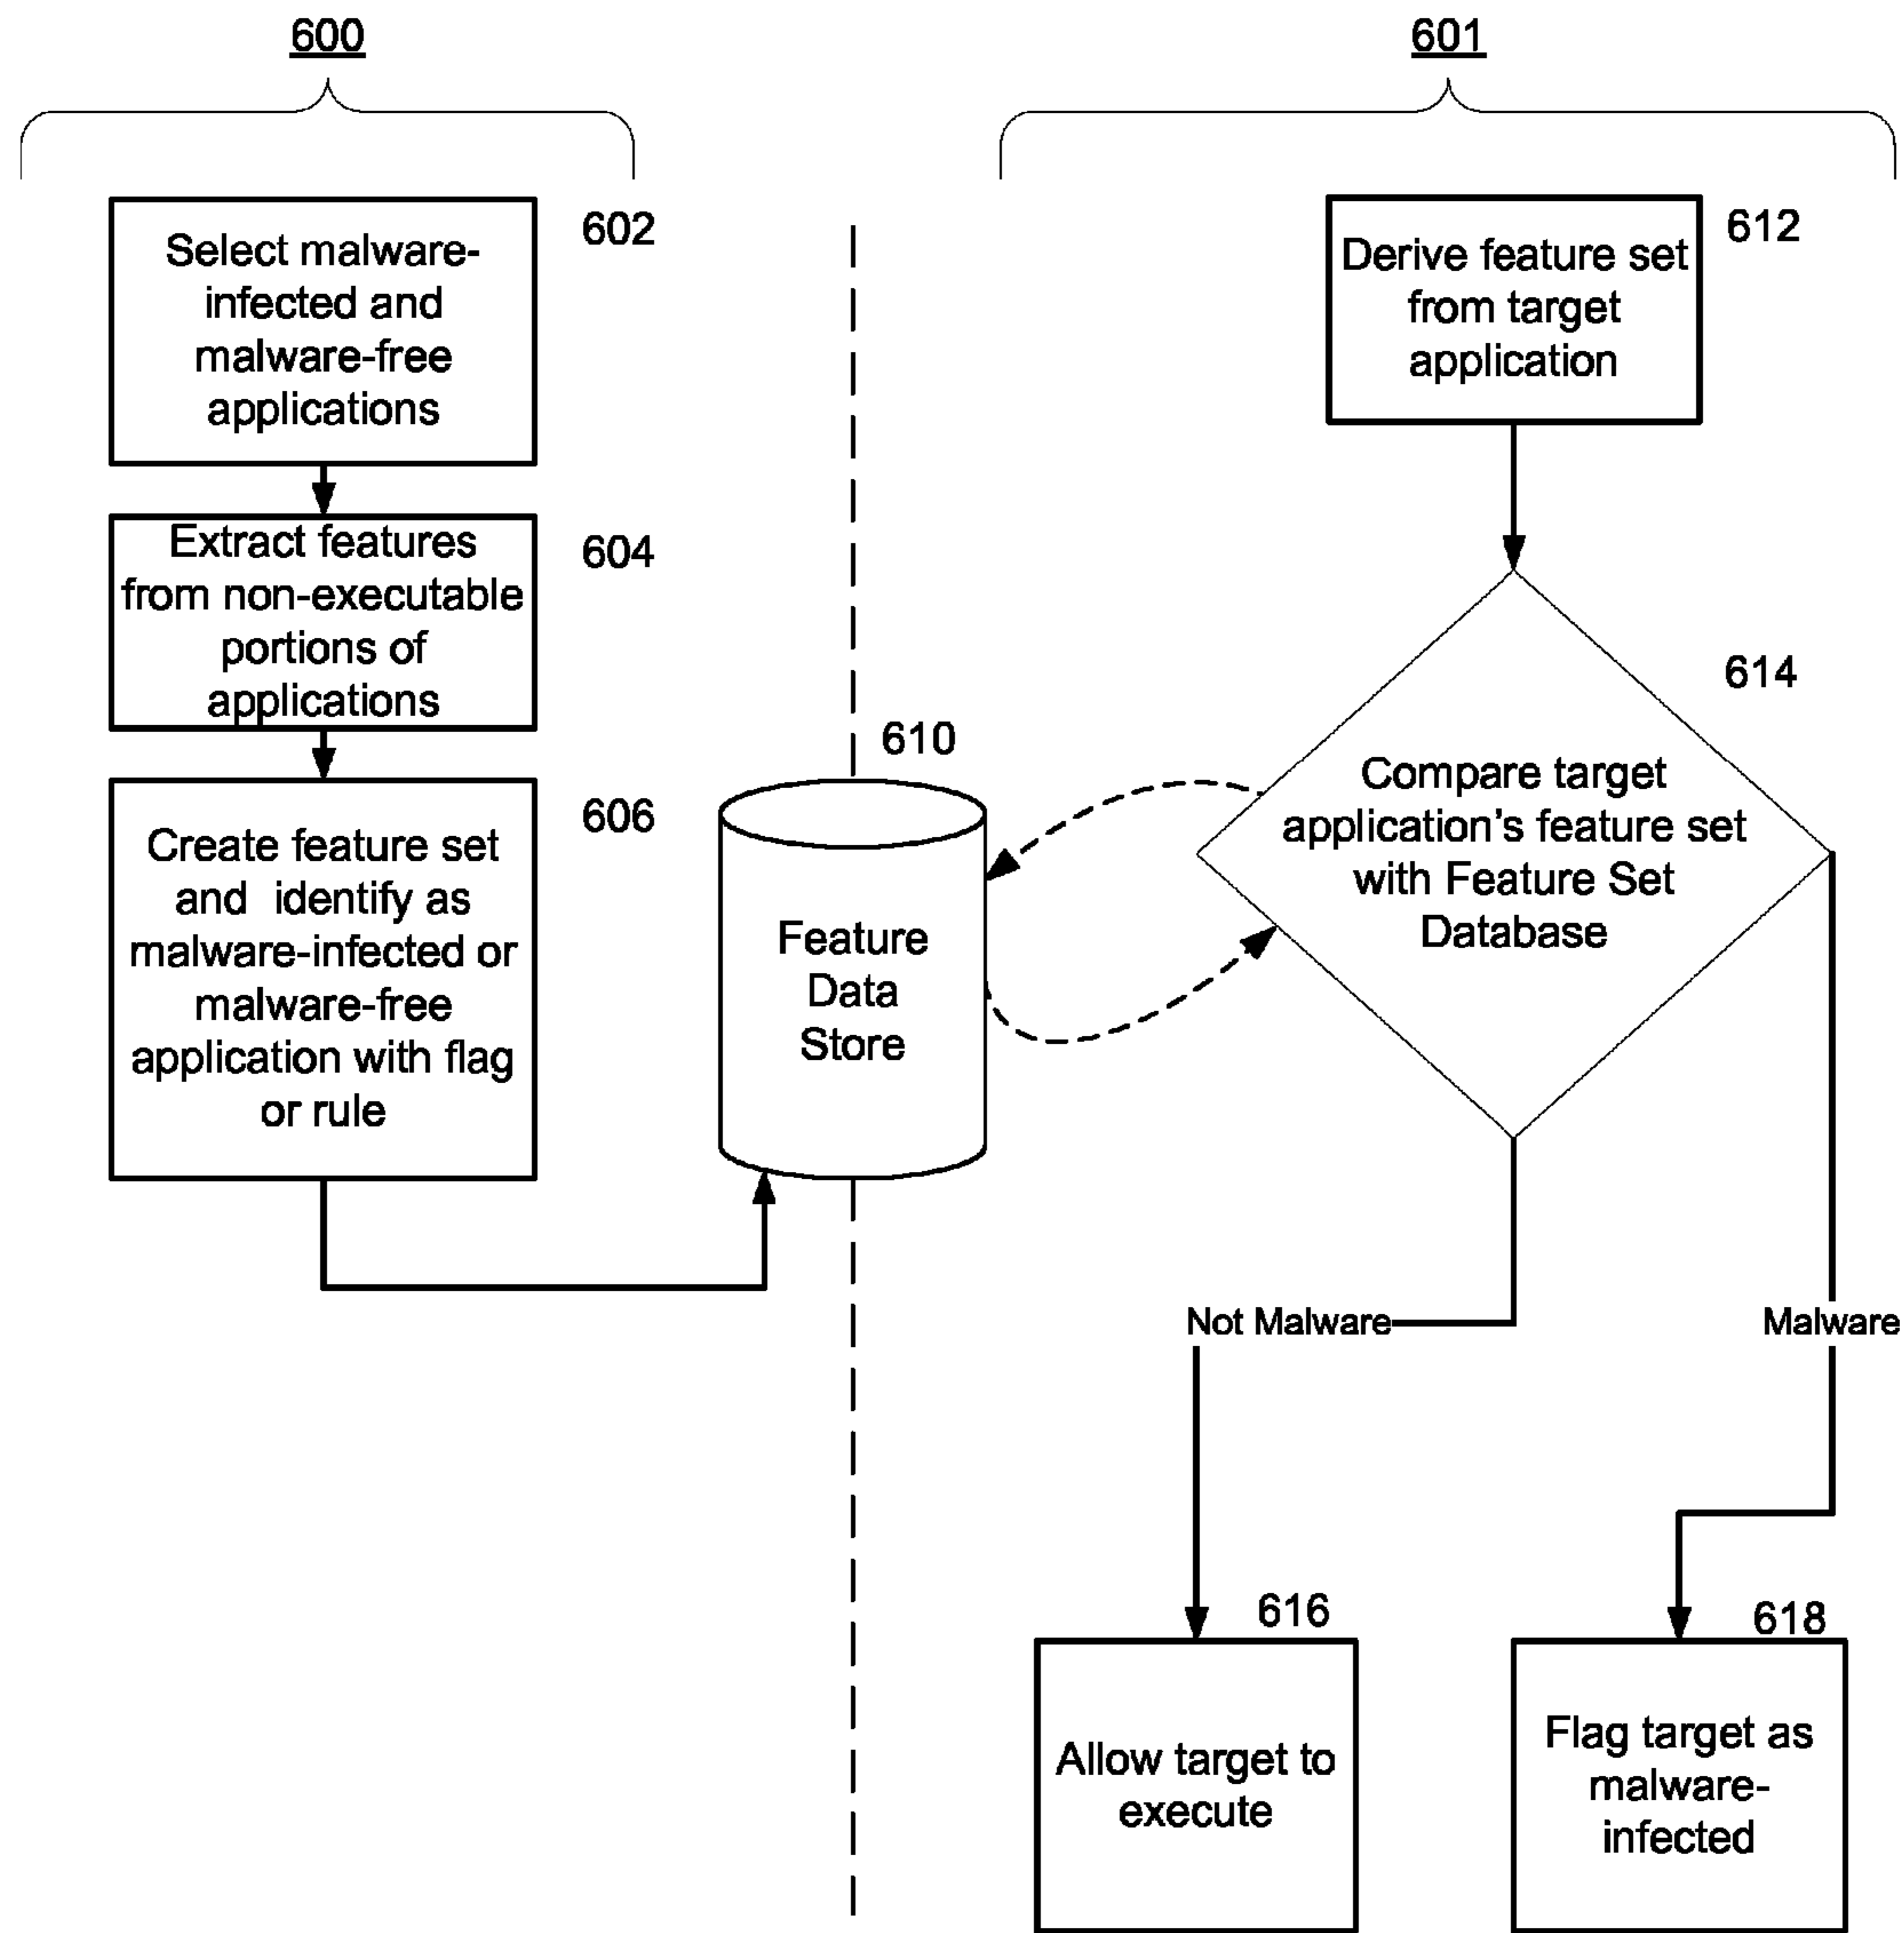 600
601
602
Select malware-
infected and
malware-free
applications
604
Extract features
from non-executable
portions of
applications
606
Create feature set
and identify as
malware-infected or
malware-free
application with flag
or rule
610
Feature
Data
Store
612
Derive feature set
from target
application
614
Compare target
application's feature set
with Feature Set
Database
Not Malware
Malware
616
Allow target to
execute
618
Flag target as
malware-
infected